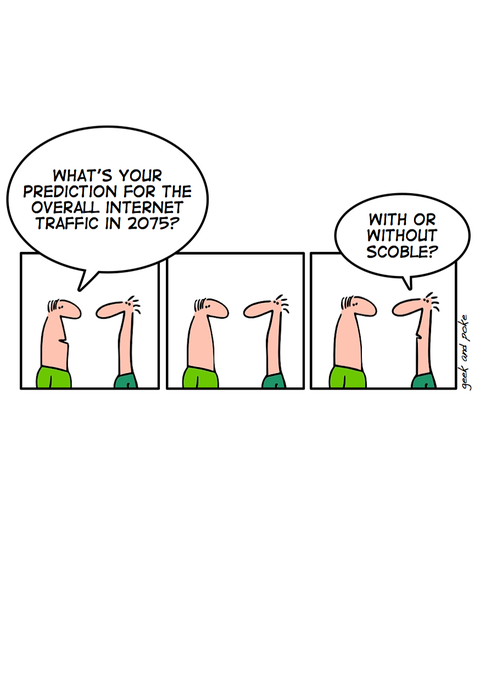 WHAT'S YOUR
PREDICTION FOR THE
OVERALL INTERNET
TRAFFIC IN 2075?
WITH OR
WITHOUT
SCOBLE?
geek and poke